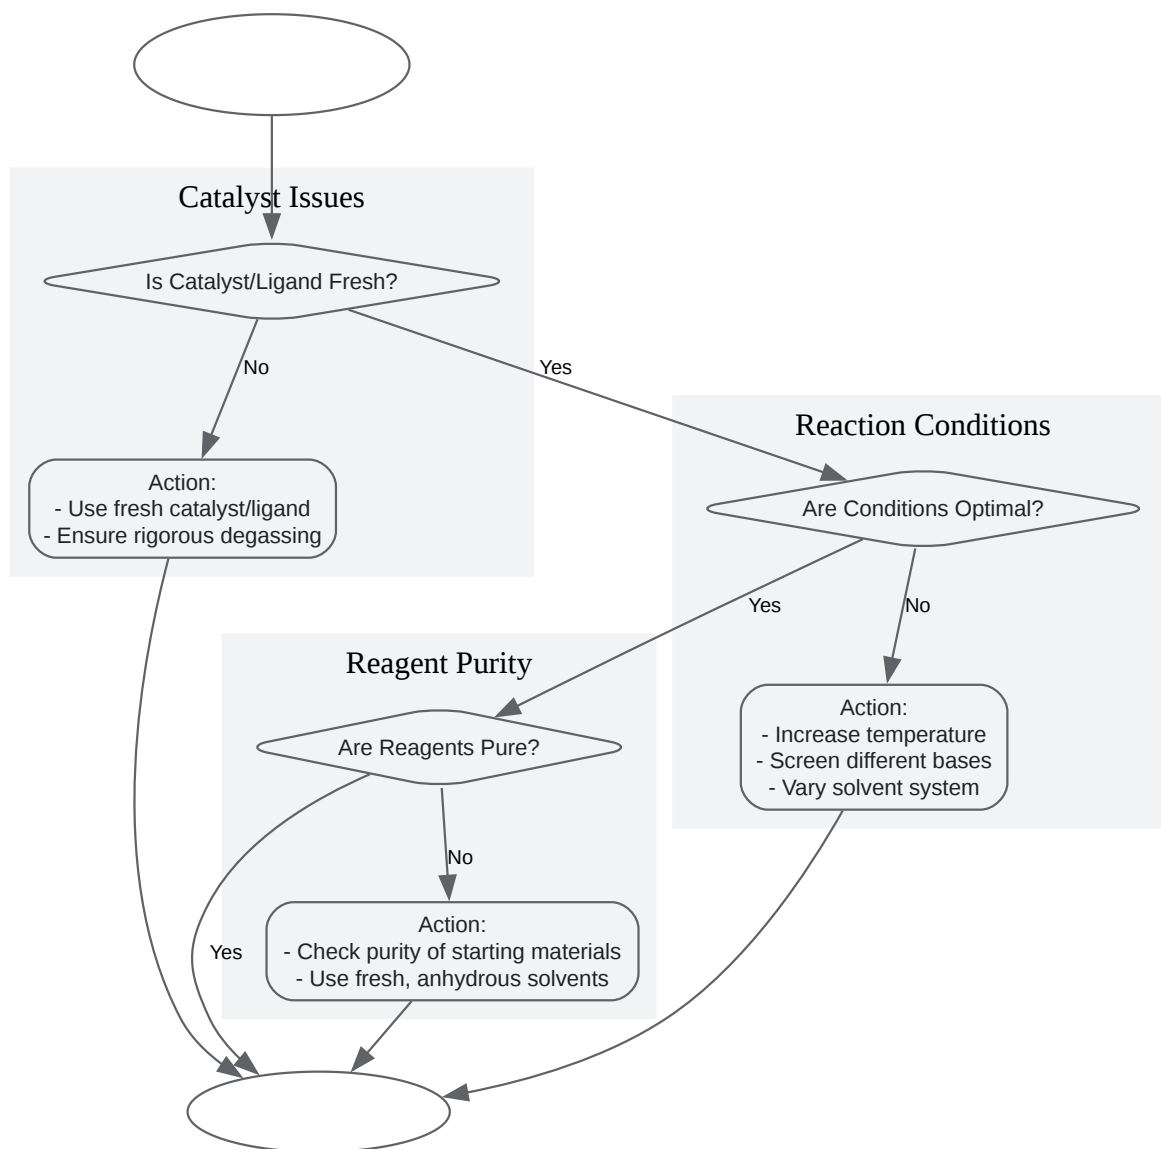 Catalyst Issues
Is Catalyst/Ligand Fresh?
No
Yes
Action:
- Use fresh catalyst/ligand
- Ensure rigorous degassing
Reaction Conditions
Are Conditions Optimal?
Yes
No
Action:
- Increase temperature
- Screen different bases
- Vary solvent system
Reagent Purity
Are Reagents Pure?
No
Yes
Action:
- Check purity of starting materials
- Use fresh, anhydrous solvents